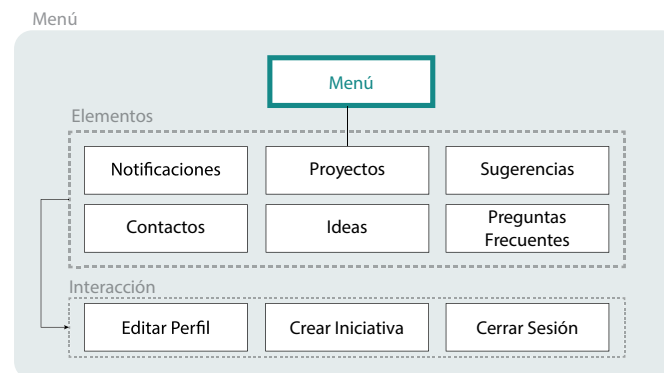 Menú
Menú
Elementos
Notificaciones
Proyectos
Sugerencias
Contactos
Ideas
Preguntas
Frecuentes
Interacción
Editar Perfil
Crear Iniciativa
Cerrar Sesión